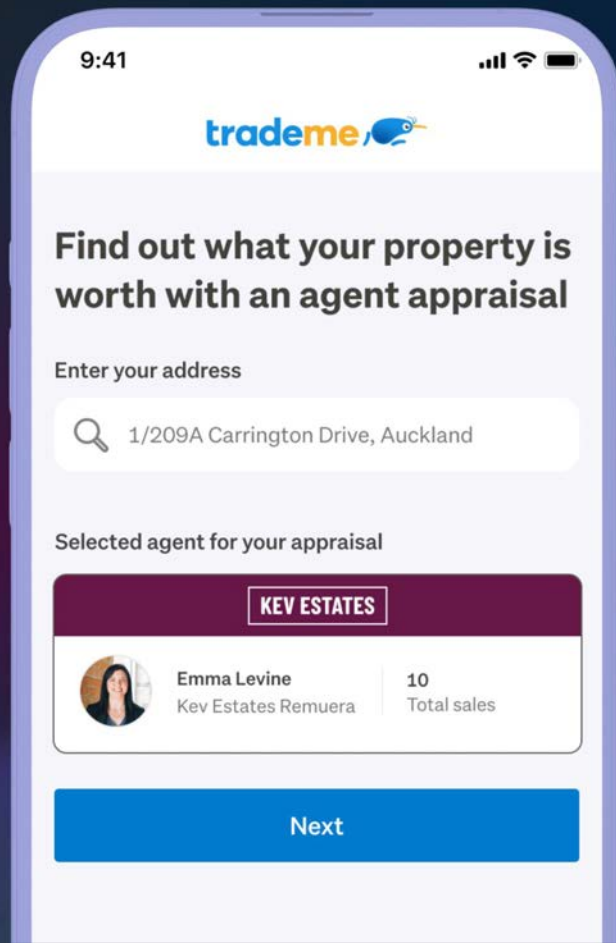 9:41
trademe
Find out what your property is
worth with an agent appraisal
Enter your address
1/209A Carrington Drive, Auckland
Selected agent for your appraisal
KEV ESTATES
Emma Levine
Kev Estates Remuera
10
Total sales
Next